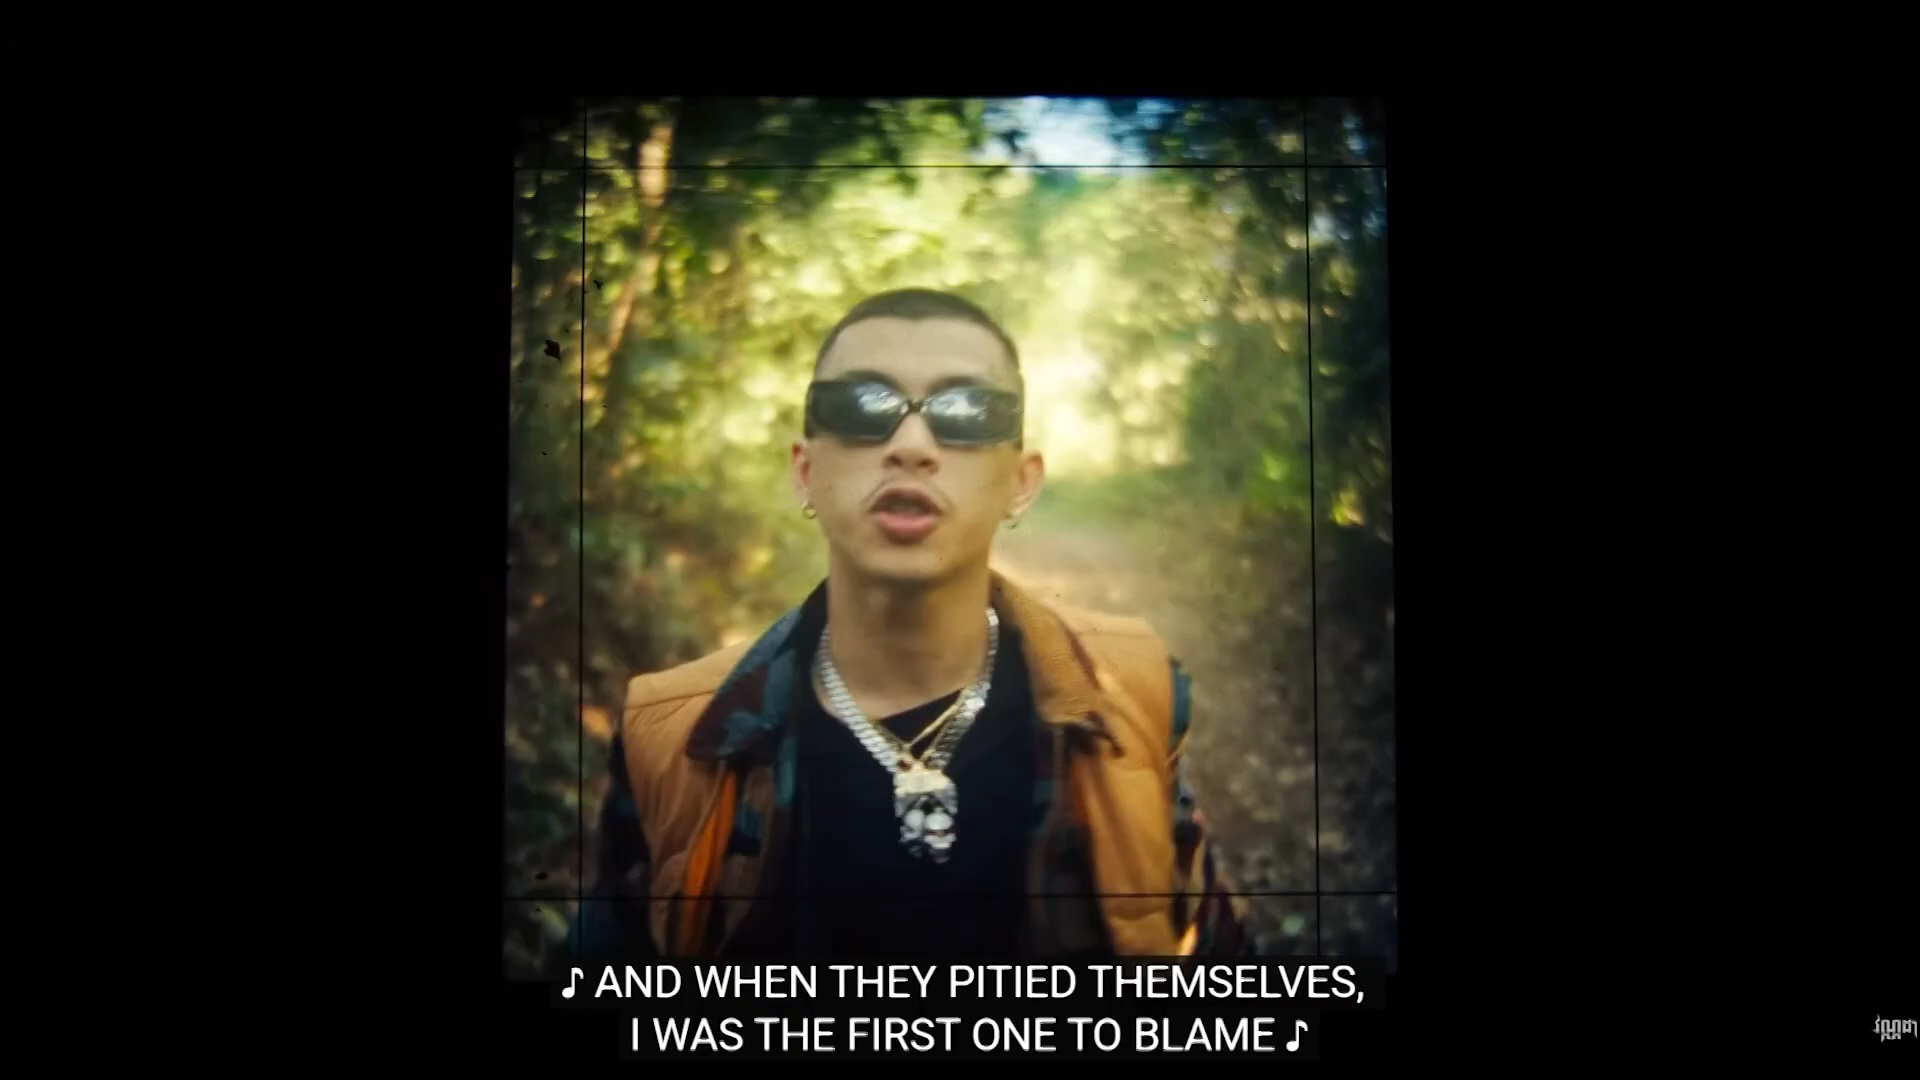 ♪ AND WHEN THEY PITIED THEMSELVES,
I WAS THE FIRST ONE TO BLAME ♪